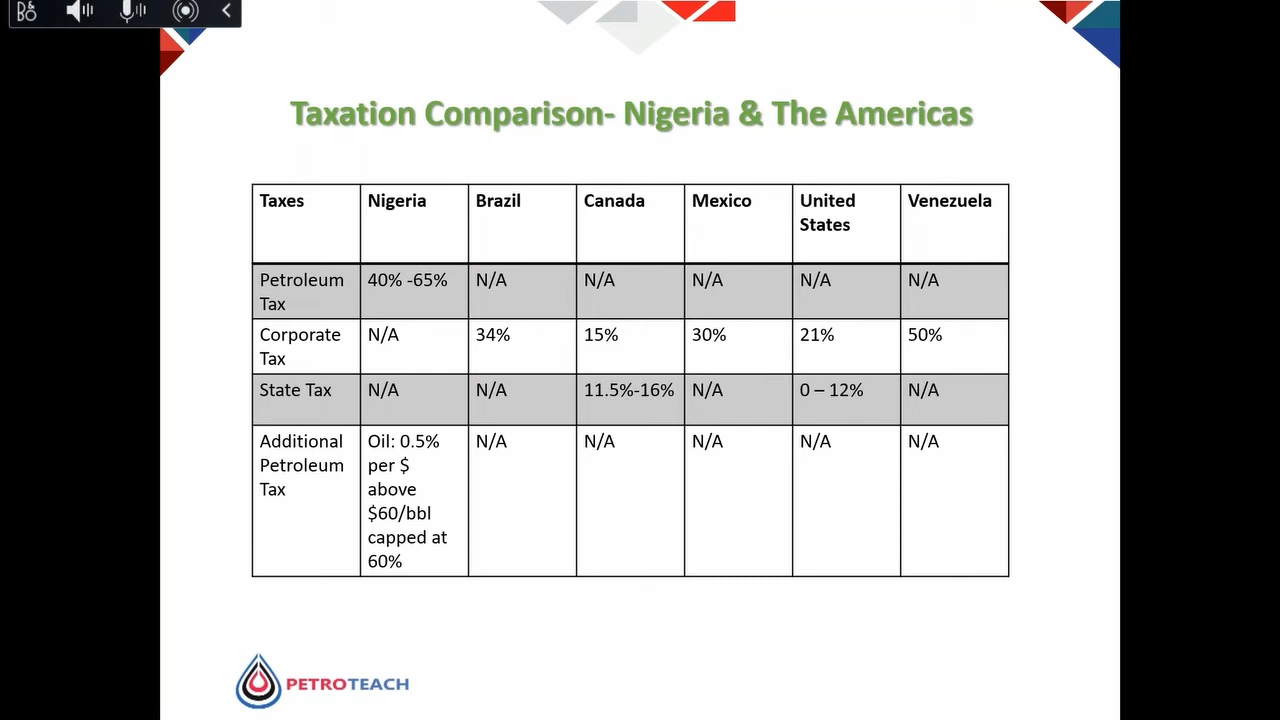 Taxation Comparison- Nigeria & The Americas
Taxes Nigeria Brazil Canada Mexico United States Venezuela
Petroleum Tax 40% -65% N/A N/A N/A N/A N/A
Corporate Tax N/A 34% 15% 30% 21% 50%
State Tax N/A N/A 11.5%-16% N/A 0 – 12% N/A
Additional Petroleum Tax Oil: 0.5% per $ above $60/bbl capped at 60% N/A N/A N/A N/A N/A
PETROTEACH